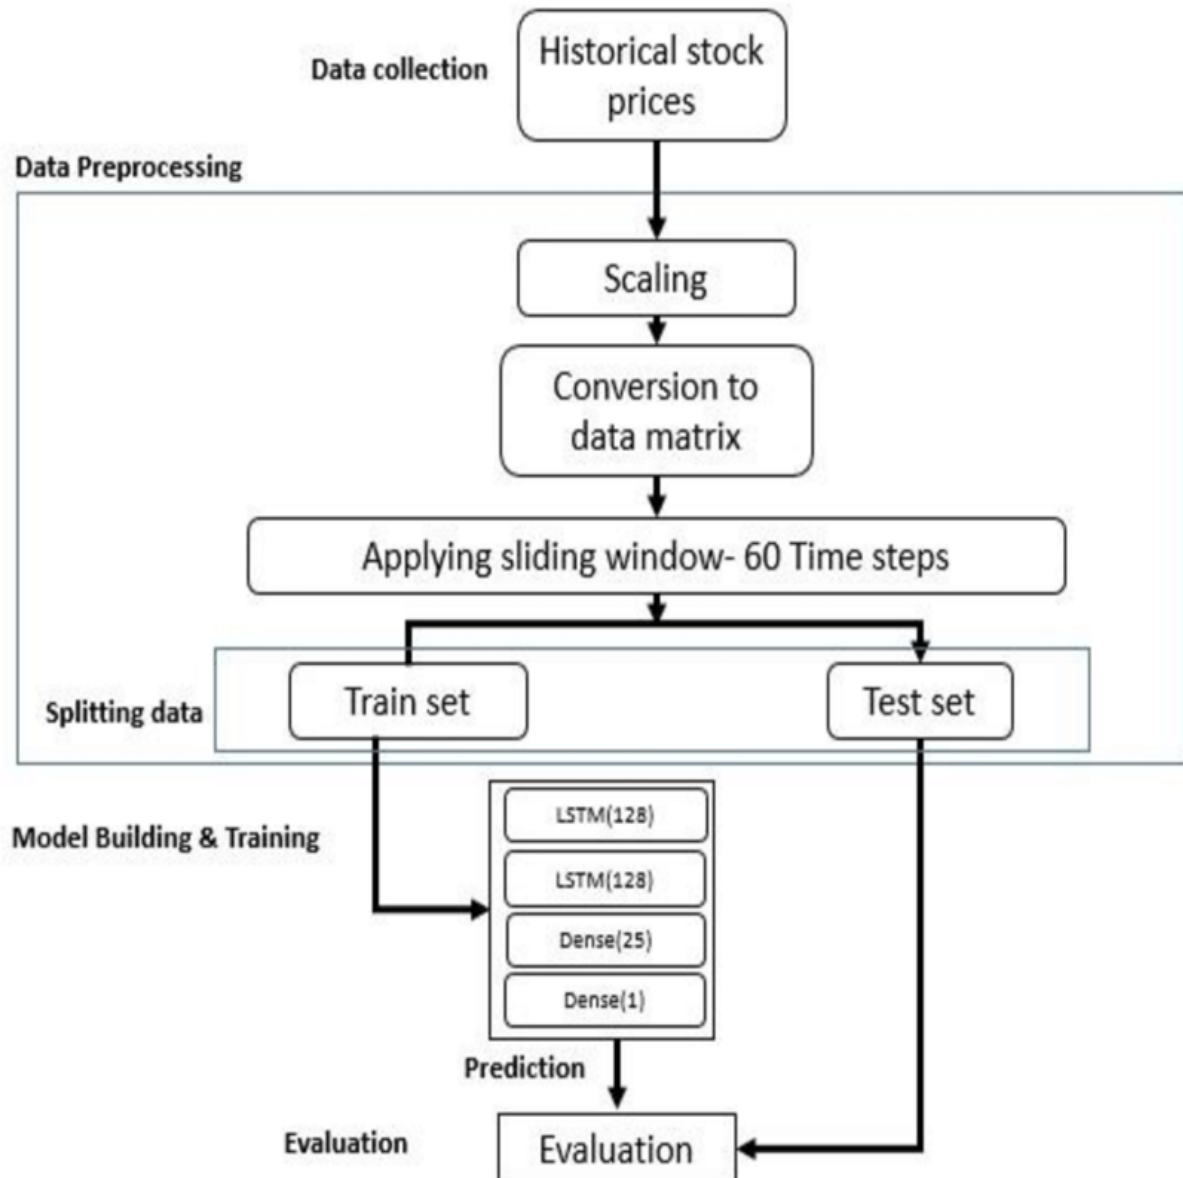 Data collection
Historical stock
prices
Data Preprocessing
Scaling
Conversion to
data matrix
Applying sliding window- 60 Time steps
Splitting data
Train set
Test set
Model Building & Training
LSTM(128)
LSTM(128)
Dense(25)
Dense(1)
Prediction
Evaluation
Evaluation